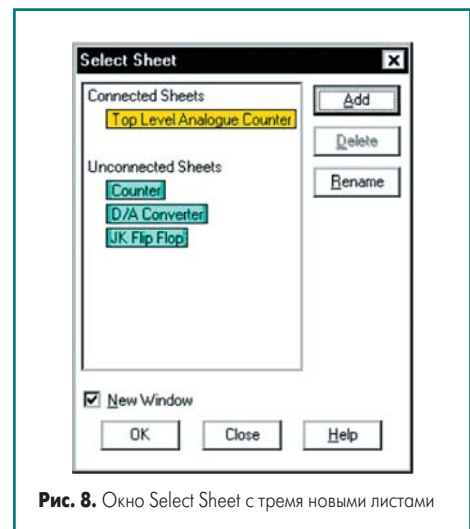 Select Sheet
Connected Sheets
Top Level Analogue Counter
Unconnected Sheets
Counter
D/A Converter
JK Flip Flop
Add
Delete
Rename
New Window
OK Close Help
Рис. 8. Окно Select Sheet с тремя новыми листами